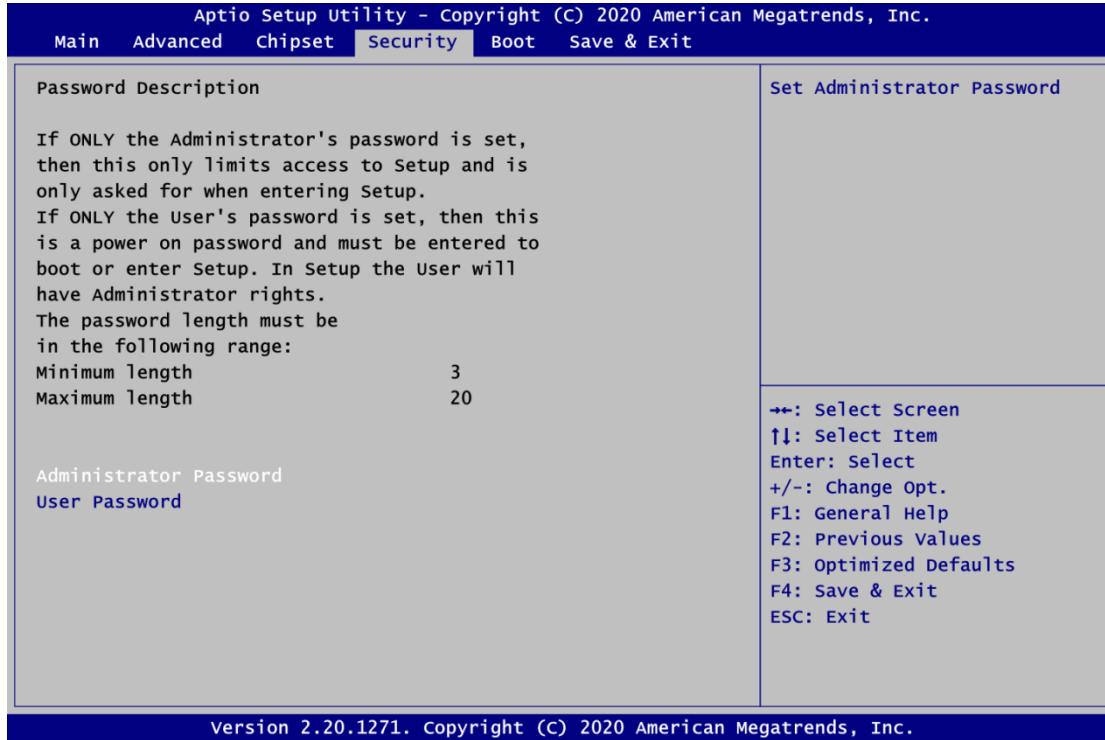 Aptio Setup Utility - Copyright (C) 2020 American Megatrends, Inc.
Main Advanced Chipset Security Boot Save & Exit
Password Description
If ONLY the Administrator's password is set,
then this only limits access to Setup and is
only asked for when entering Setup.
If ONLY the User's password is set, then this
is a power on password and must be entered to
boot or enter Setup. In Setup the User will
have Administrator rights.
The password length must be
in the following range:
Minimum length 3
Maximum length 20
Administrator Password
User Password
Set Administrator Password
→←: Select Screen
↑↓: Select Item
Enter: Select
+/-: Change Opt.
F1: General Help
F2: Previous Values
F3: Optimized Defaults
F4: Save & Exit
ESC: Exit
Version 2.20.1271. Copyright (C) 2020 American Megatrends, Inc.